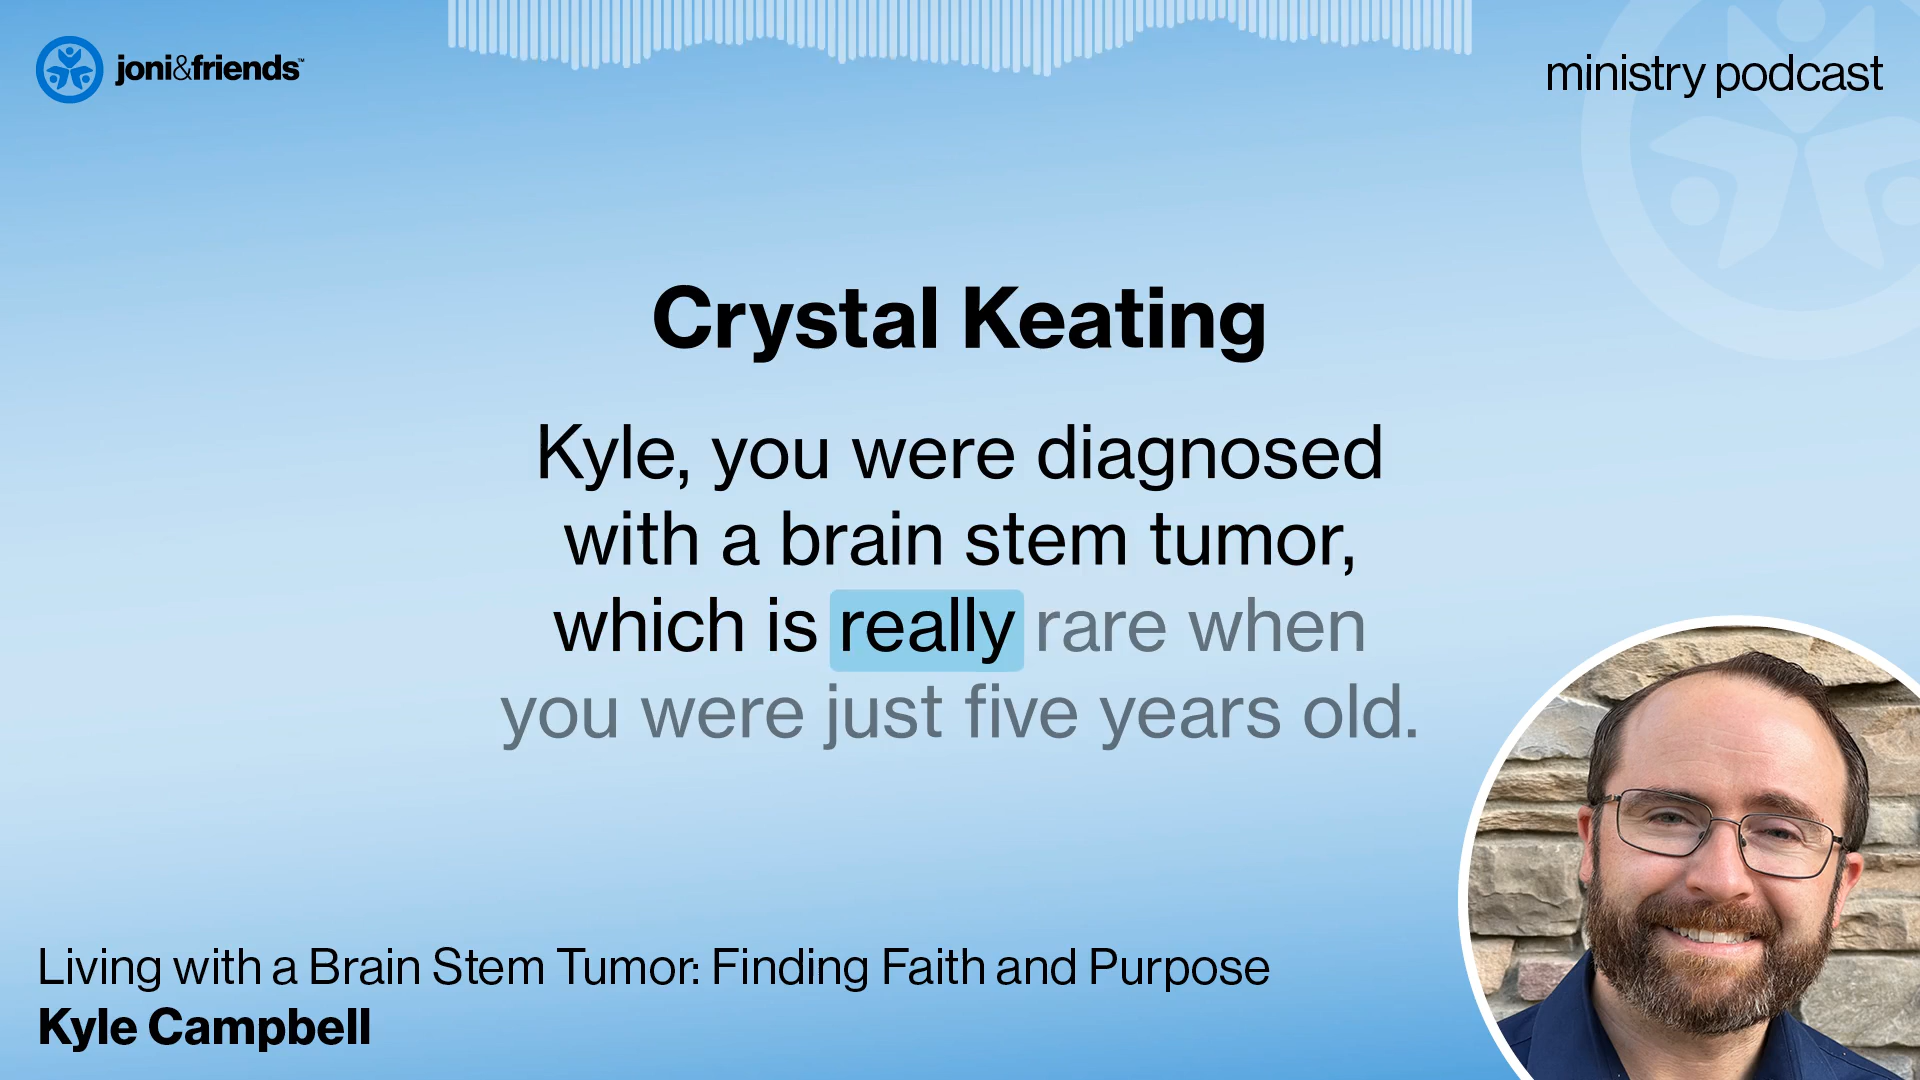 joni&friends™
ministry podcast
Crystal Keating
Kyle, you were diagnosed
with a brain stem tumor,
which is really rare when
you were just five years old.
Living with a Brain Stem Tumor: Finding Faith and Purpose
Kyle Campbell